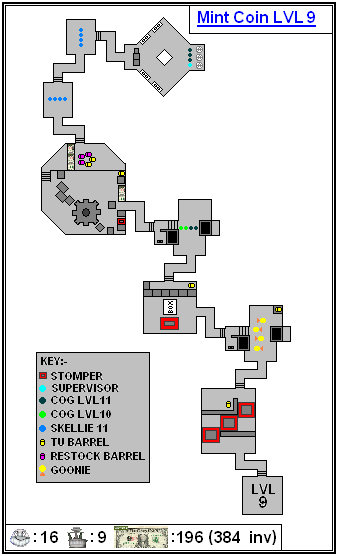 Mint Coin LVL 9
BOX
KEY:-
STOMPER
SUPERVISOR
COG LVL11
COG LVL10
SKELLIE 11
TU BARREL
RESTOCK BARREL
GOONIE
LVL
9
:16 :9 :196 (384 inv)